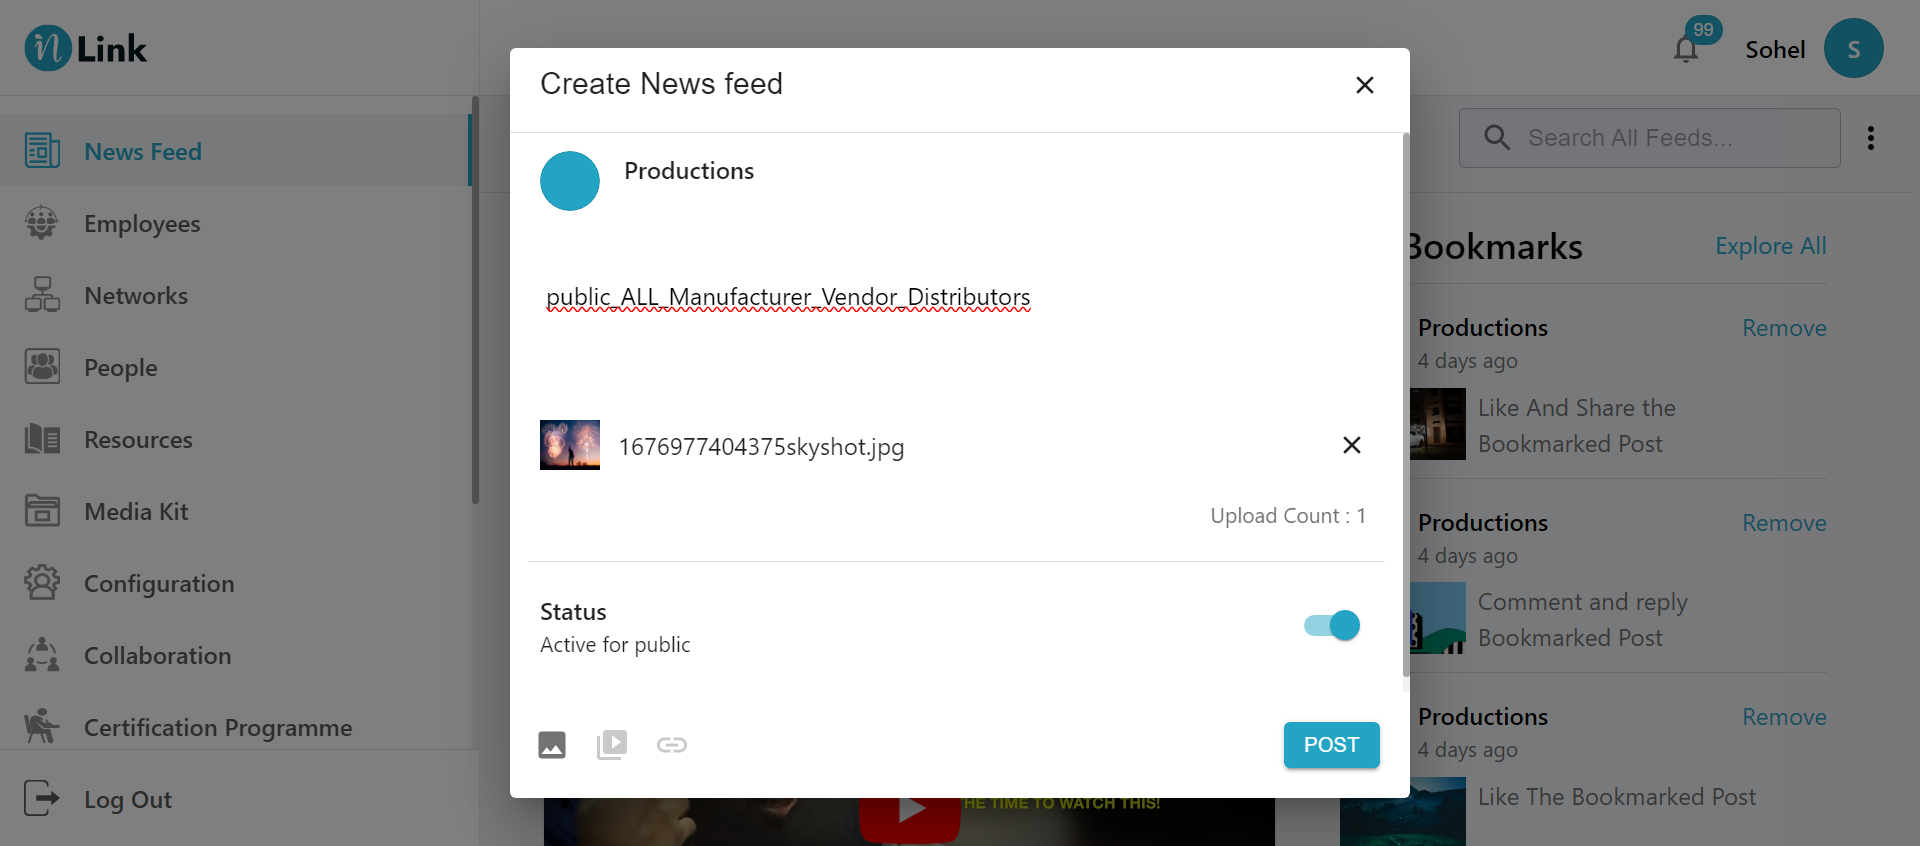 n Link
99
Sohel
S
News Feed
Employees
Networks
People
Resources
Media Kit
Configuration
Collaboration
Certification Programme
Log Out
Create News feed
Productions
public_ALL_Manufacturer_Vendor_Distributors
1676977404375skyshot.jpg
Upload Count : 1
Status
Active for public
POST
THE TIME TO WATCH THIS!
Search All Feeds...
Bookmarks
Explore All
Productions
Remove
4 days ago
Like And Share the
Bookmarked Post
Productions
Remove
4 days ago
Comment and reply
Bookmarked Post
Productions
Remove
4 days ago
Like The Bookmarked Post